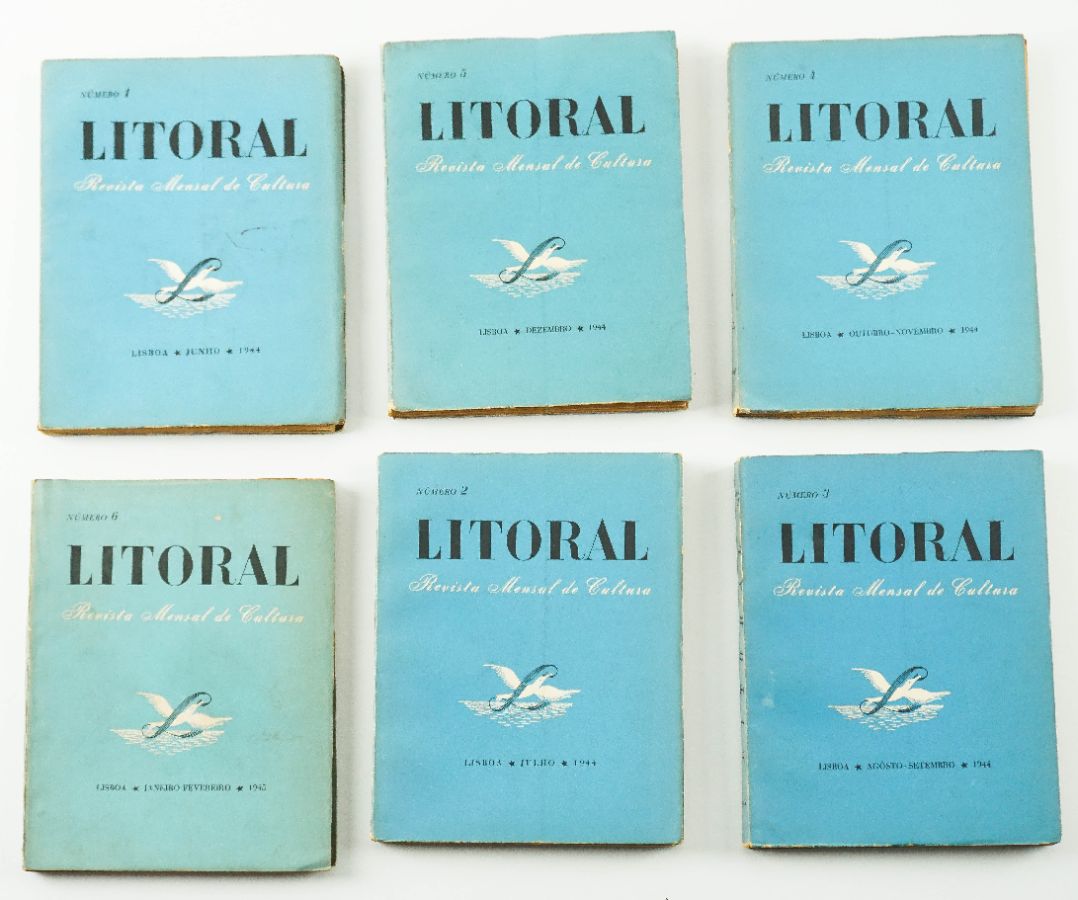 NÚMERO 1
LITORAL
Revista Mensal de Cultura
L
LISBOA ★ JUNHO ★ 1944
NÚMERO 5
LITORAL
Revista Mensal de Cultura
L
LISBOA ★ DEZEMBRO ★ 1944
NÚMERO 4
LITORAL
Revista Mensal de Cultura
L
LISBOA ★ OUTUBRO-NOVEMBRO ★ 1944
NÚMERO 6
LITORAL
Revista Mensal de Cultura
L
LISBOA ★ JANEIRO-FEVEREIRO ★ 1945
NÚMERO 2
LITORAL
Revista Mensal de Cultura
L
LISBOA ★ JULHO ★ 1944
NÚMERO 3
LITORAL
Revista Mensal de Cultura
L
LISBOA ★ AGÔSTO-SETEMBRO ★ 1944